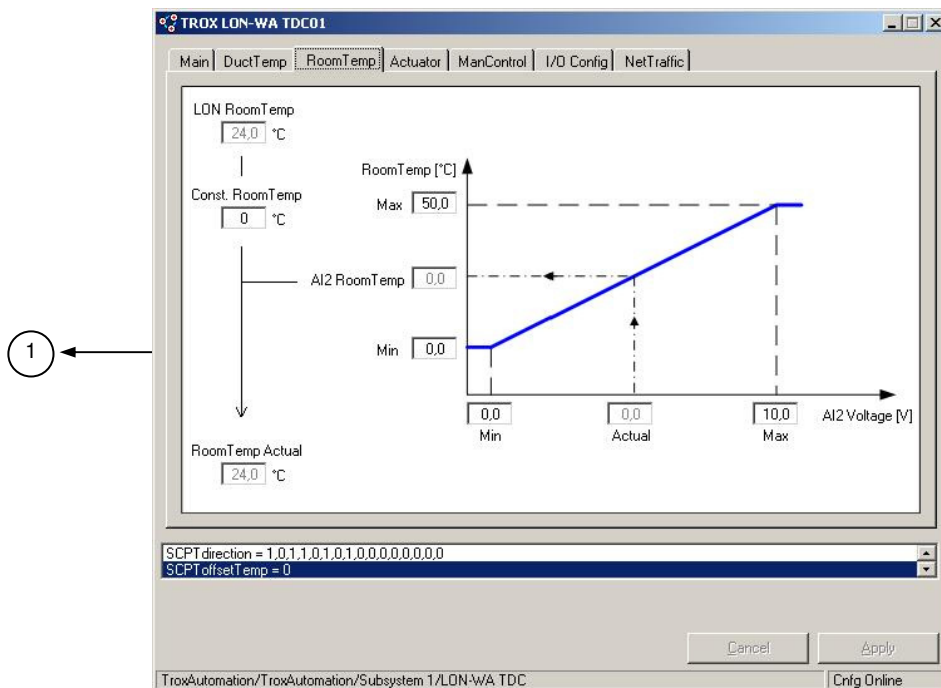 TROX LON-WA TDC01
Main DuctTemp RoomTemp Actuator ManControl I/O Config NetTraffic
LON RoomTemp
24,0 °C
RoomTemp [°C]
Const. RoomTemp
0 °C
Max 50,0
AI2 RoomTemp 0,0
Min 0,0
1
0,0 0,0 10,0 AI2 Voltage [V]
Min Actual Max
RoomTemp Actual
24,0 °C
SCPTdirection = 1,0,1,1,0,1,0,1,0,0,0,0,0,0,0,0
SCPToffsetTemp = 0
Cancel Apply
TroxAutomation/TroxAutomation/Subsystem 1/LON-WA TDC Cnfg Online